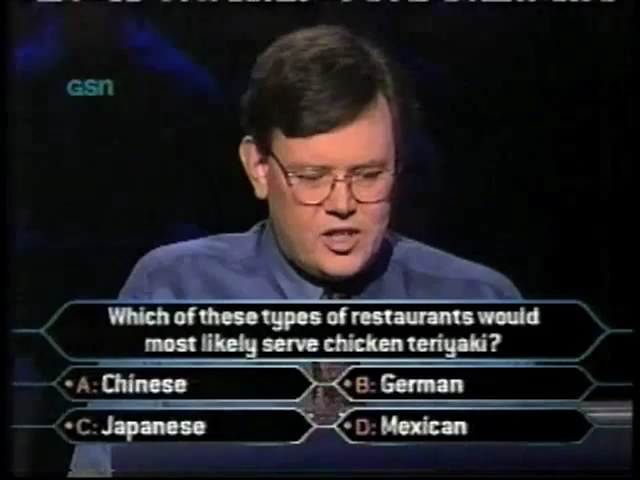 GSN
Which of these types of restaurants would
most likely serve chicken teriyaki?
A: Chinese
B: German
C: Japanese
D: Mexican